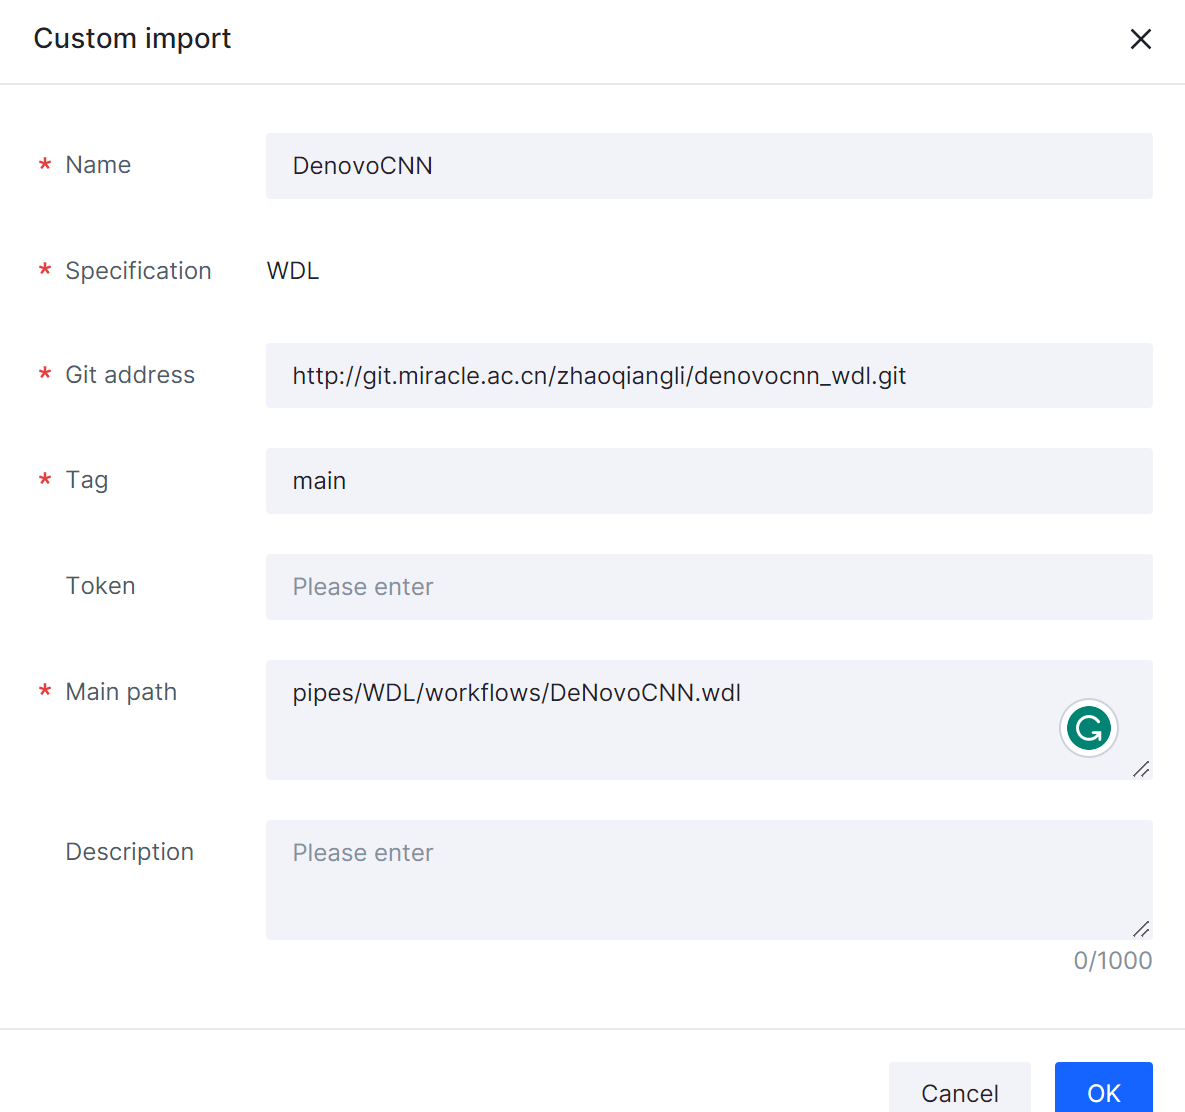 Custom import
* Name DenovoCNN
* Specification WDL
* Git address http://git.miracle.ac.cn/zhaoqiangli/denovocnn_wdl.git
* Tag main
Token Please enter
* Main path pipes/WDL/workflows/DeNovoCNN.wdl
Description Please enter
0/1000
Cancel OK